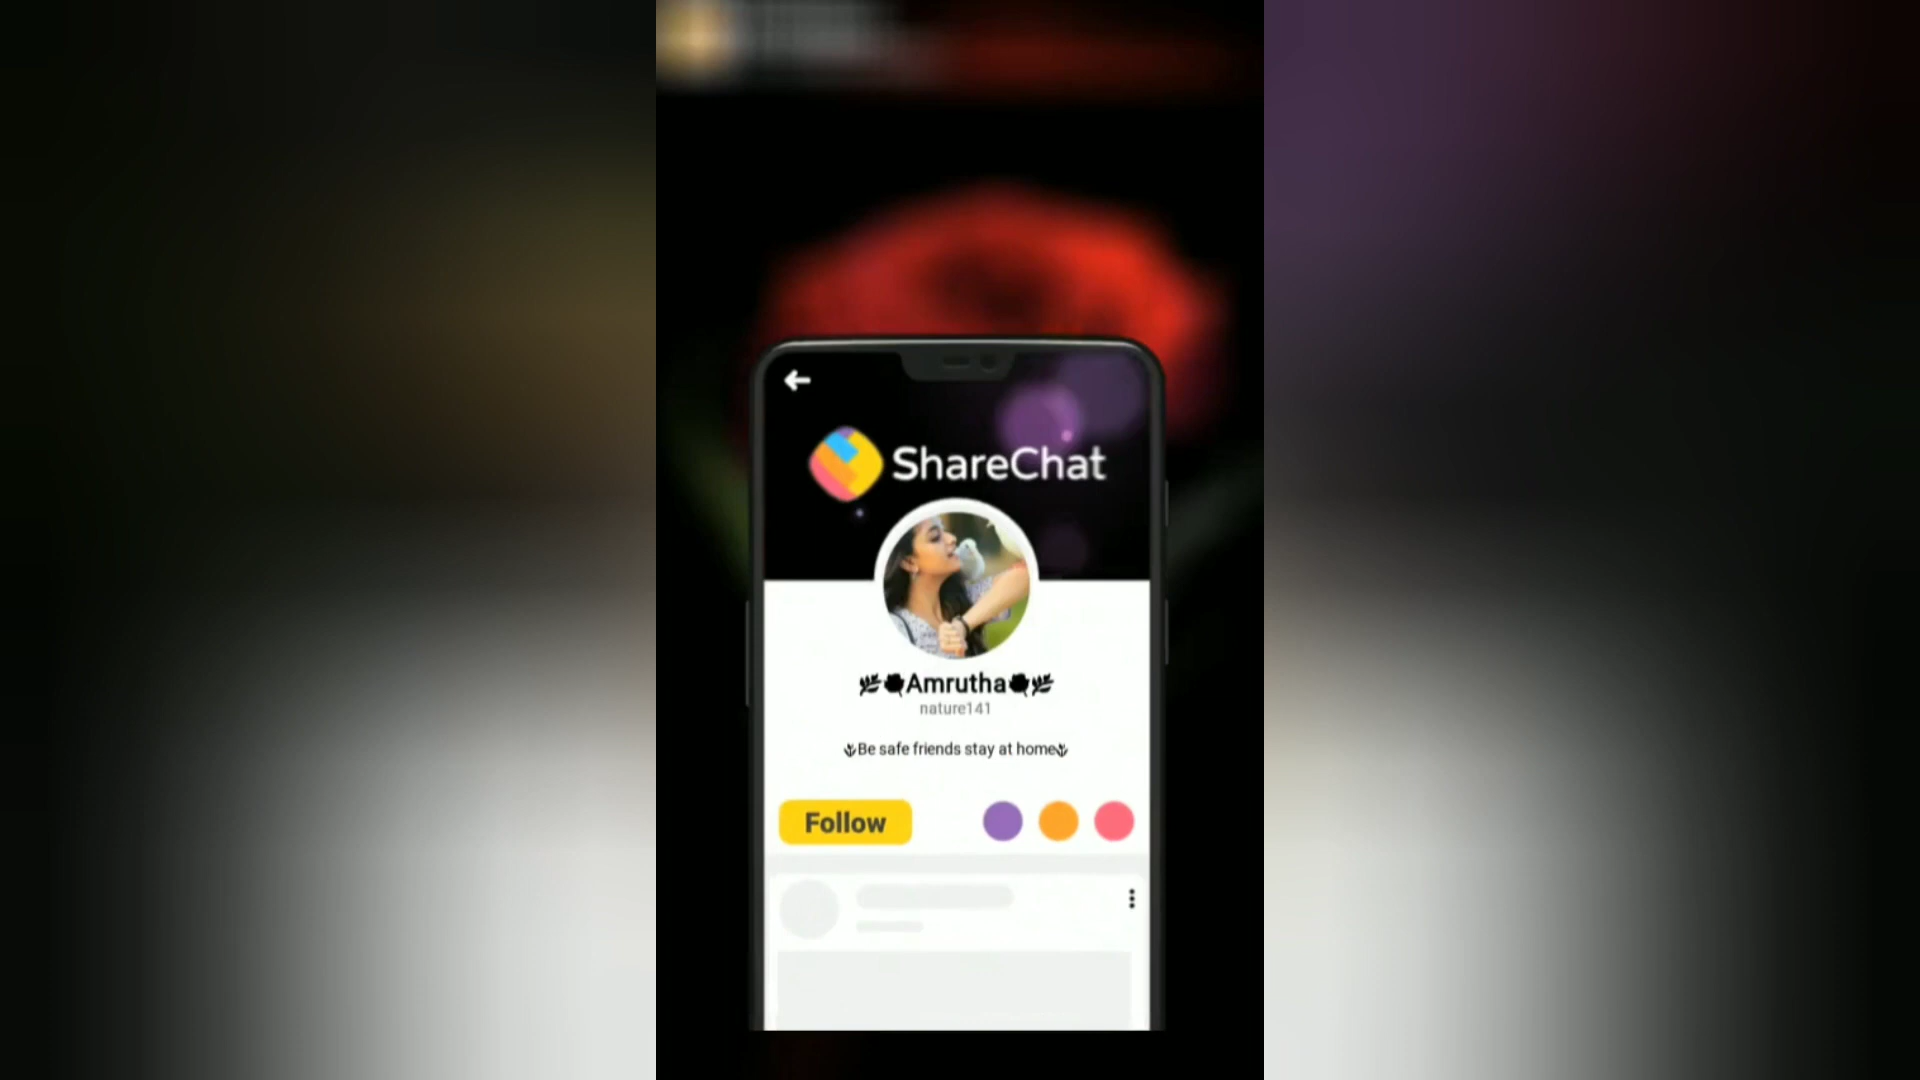 ShareChat
Amrutha
nature141
Be safe friends stay at home
Follow